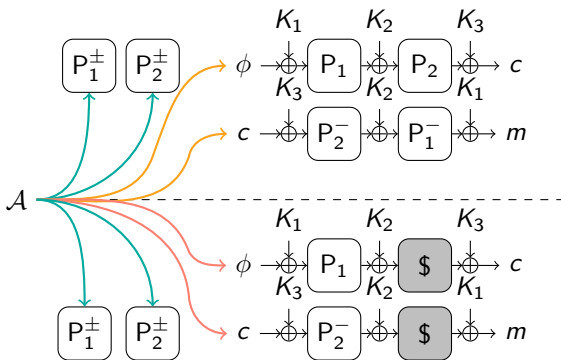 K₁ K₂ K₃
P₁± P₂± ϕ P₁ P₂ c
K₃ K₂ K₁
c P₂⁻ P₁⁻ m
𝒜
K₁ K₂ K₃
ϕ P₁ $ c
K₃ K₂ K₁
P₁± P₂± c P₂⁻ $ m